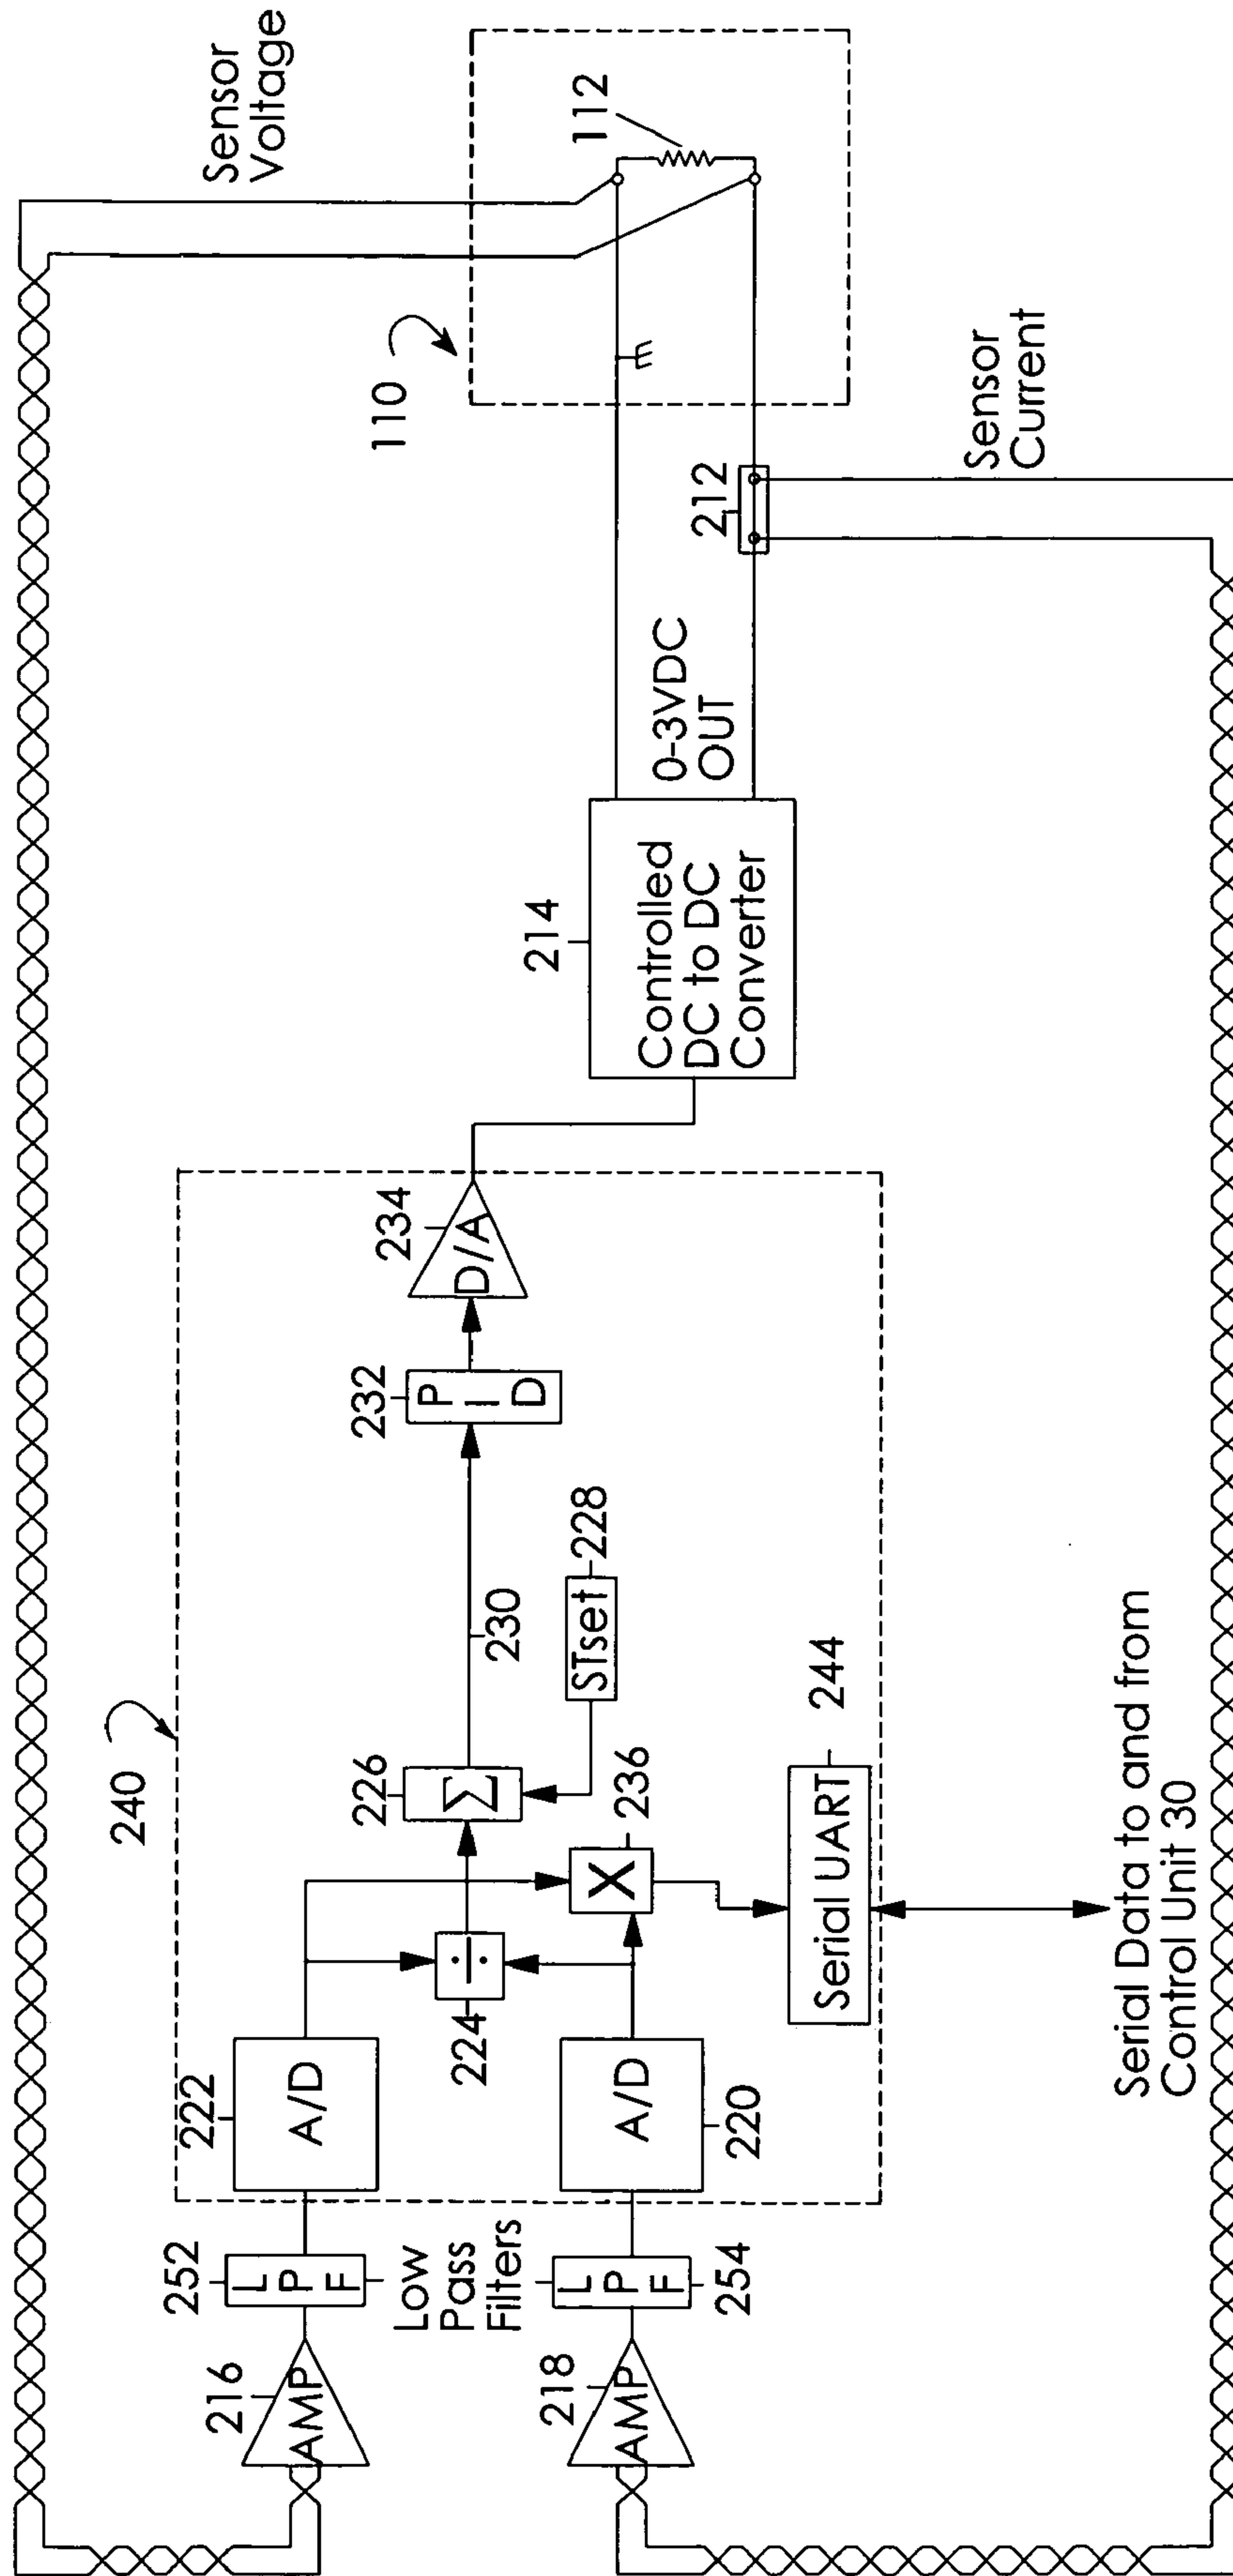 Sensor
Voltage
110
112
Sensor
Current
212
0-3VDC
OUT
214
Controlled
DC to DC
Converter
240
234
D/A
232
P
I
D
230
STset
228
226
Σ
236
X
÷
224
244
Serial UART
Serial Data to and from
Control Unit 30
222
A/D
A/D
220
252
L
P
F
Low
Pass
Filters
L
P
F
254
216
AMP
218
AMP